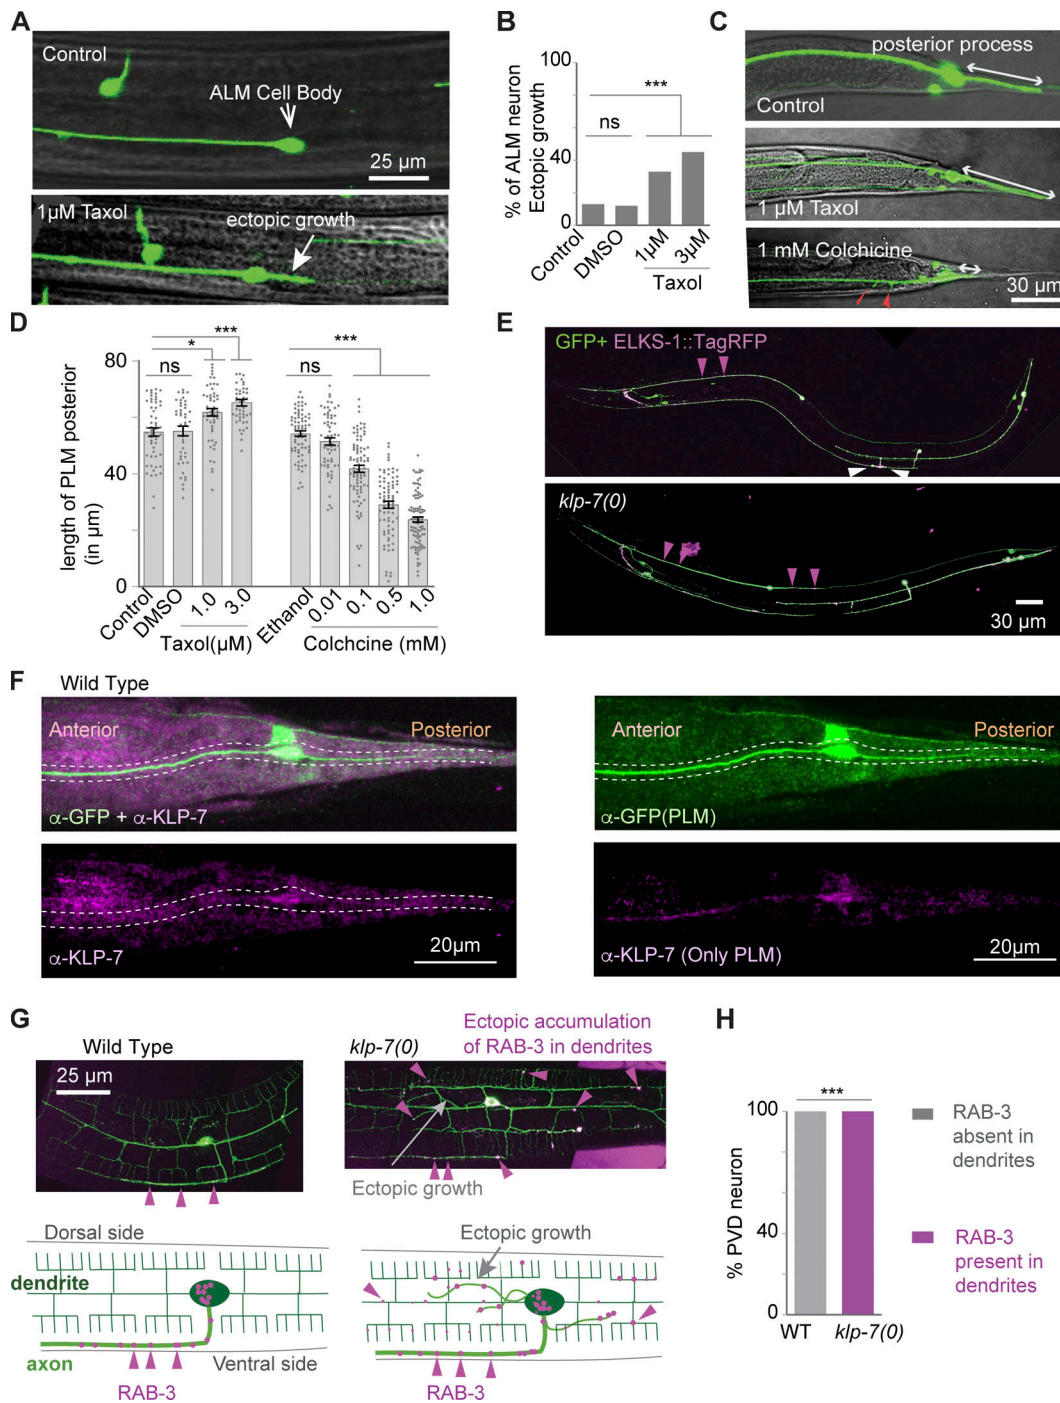 A
Control
ALM Cell Body
25 µm
1µM Taxol
ectopic growth
B
% of ALM neuron
Ectopic growth
100
40
0
ns
***
Control
DMSO
1µM
3µM
Taxol
C
posterior process
Control
1 µM Taxol
1 mM Colchicine
30 µm
D
length of PLM posterior
(in µm)
80
40
0
ns
*
***
ns
***
Control
DMSO
1.0
3.0
Taxol(µM)
Ethanol
0.01
0.1
0.5
1.0
Colchcine (mM)
E
GFP+ ELKS-1::TagRFP
klp-7(0)
30 µm
F
Wild Type
Anterior
Posterior
α-GFP + α-KLP-7
Anterior
Posterior
α-GFP(PLM)
α-KLP-7
20µm
α-KLP-7 (Only PLM)
20µm
G
Wild Type
25 µm
klp-7(0)
Ectopic accumulation
of RAB-3 in dendrites
Ectopic growth
Dorsal side
dendrite
axon
Ventral side
RAB-3
Ectopic growth
RAB-3
H
% PVD neuron
100
40
0
***
WT
klp-7(0)
RAB-3
absent in
dendrites
RAB-3
present in
dendrites